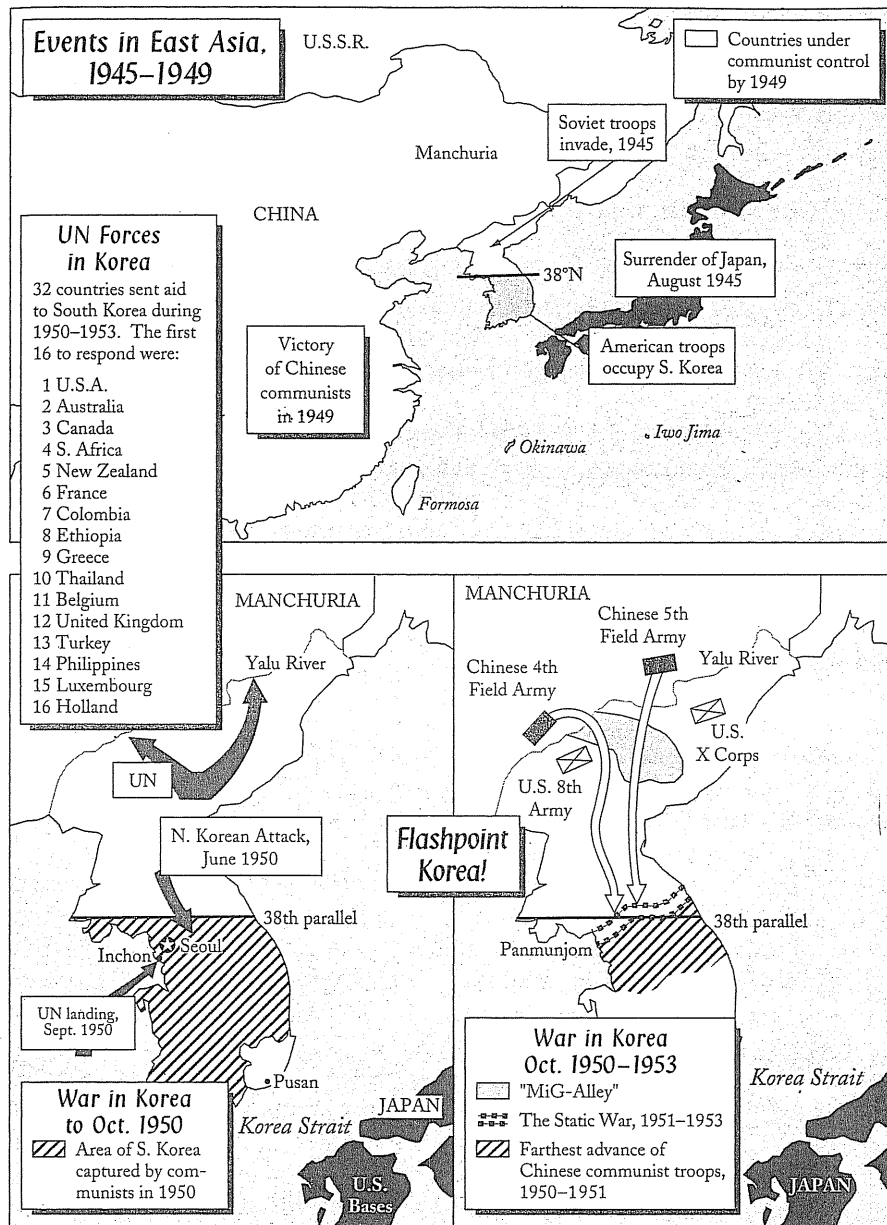 Events in East Asia,
1945–1949
U.S.S.R.
Countries under
communist control
by 1949
Soviet troops
invade, 1945
Manchuria
CHINA
38°N
Surrender of Japan,
August 1945
American troops
occupy S. Korea
Victory
of Chinese
communists
in 1949
Okinawa
Iwo Jima
Formosa
UN Forces
in Korea
32 countries sent aid
to South Korea during
1950–1953. The first
16 to respond were:
1 U.S.A.
2 Australia
3 Canada
4 S. Africa
5 New Zealand
6 France
7 Colombia
8 Ethiopia
9 Greece
10 Thailand
11 Belgium
12 United Kingdom
13 Turkey
14 Philippines
15 Luxembourg
16 Holland
MANCHURIA
Yalu River
UN
N. Korean Attack,
June 1950
38th parallel
Inchon
Seoul
UN landing,
Sept. 1950
Pusan
War in Korea
to Oct. 1950
Area of S. Korea
captured by com-
munists in 1950
Korea Strait
JAPAN
U.S.
Bases
MANCHURIA
Chinese 5th
Field Army
Chinese 4th
Field Army
Yalu River
U.S.
X Corps
U.S. 8th
Army
Flashpoint
Korea!
38th parallel
Panmunjom
War in Korea
Oct. 1950–1953
"MiG-Alley"
The Static War, 1951–1953
Farthest advance of
Chinese communist troops,
1950–1951
Korea Strait
JAPAN